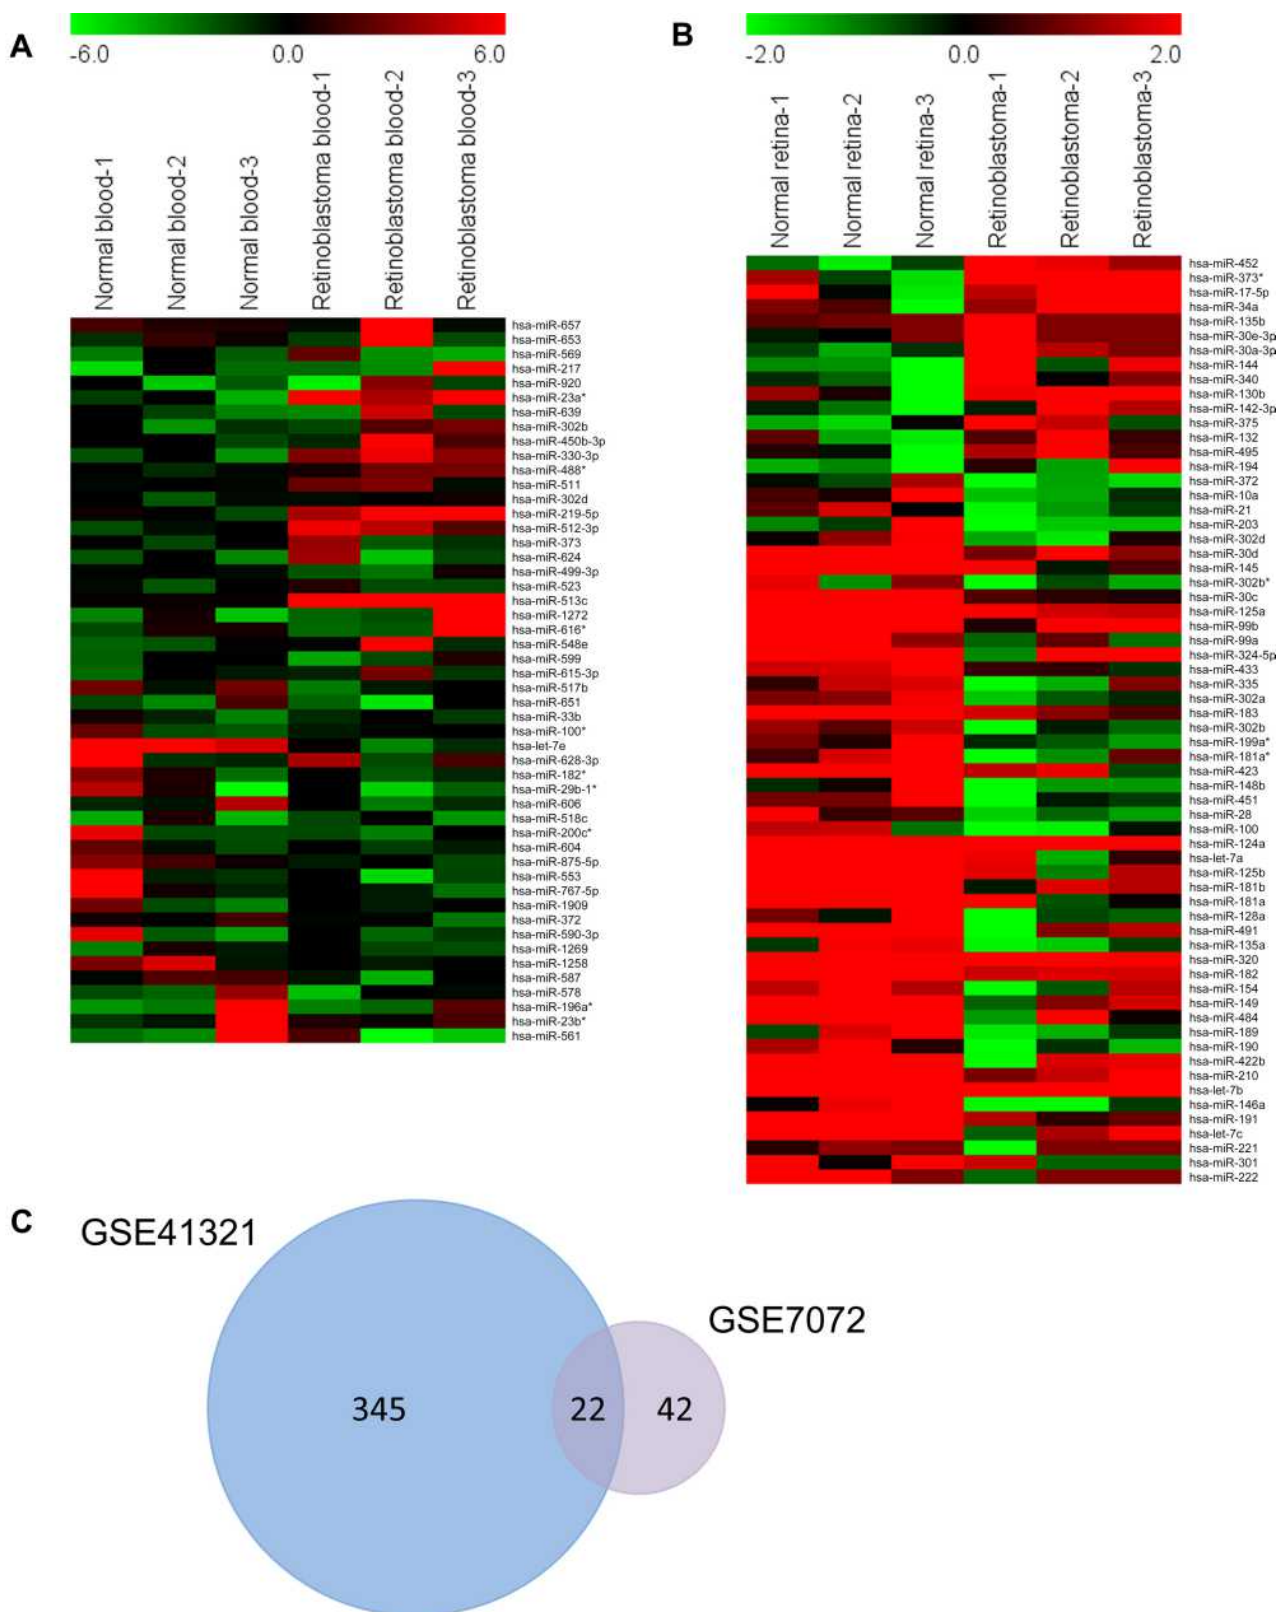 A
-6.0 0.0 6.0
Normal blood-1
Normal blood-2
Normal blood-3
Retinoblastoma blood-1
Retinoblastoma blood-2
Retinoblastoma blood-3
hsa-miR-657
hsa-miR-653
hsa-miR-569
hsa-miR-217
hsa-miR-920
hsa-miR-23a*
hsa-miR-639
hsa-miR-302b
hsa-miR-450b-3p
hsa-miR-330-3p
hsa-miR-488*
hsa-miR-511
hsa-miR-302d
hsa-miR-219-5p
hsa-miR-512-3p
hsa-miR-373
hsa-miR-624
hsa-miR-499-3p
hsa-miR-523
hsa-miR-513c
hsa-miR-1272
hsa-miR-616*
hsa-miR-548e
hsa-miR-599
hsa-miR-615-3p
hsa-miR-517b
hsa-miR-651
hsa-miR-33b
hsa-miR-100*
hsa-let-7e
hsa-miR-628-3p
hsa-miR-182*
hsa-miR-29b-1*
hsa-miR-606
hsa-miR-518c
hsa-miR-200c*
hsa-miR-604
hsa-miR-875-5p
hsa-miR-553
hsa-miR-767-5p
hsa-miR-1909
hsa-miR-372
hsa-miR-590-3p
hsa-miR-1269
hsa-miR-1258
hsa-miR-587
hsa-miR-578
hsa-miR-196a*
hsa-miR-23b*
hsa-miR-561
B
-2.0 0.0 2.0
Normal retina-1
Normal retina-2
Normal retina-3
Retinoblastoma-1
Retinoblastoma-2
Retinoblastoma-3
hsa-miR-452
hsa-miR-373*
hsa-miR-17-5p
hsa-miR-34a
hsa-miR-135b
hsa-miR-30e-3p
hsa-miR-30a-3p
hsa-miR-144
hsa-miR-340
hsa-miR-130b
hsa-miR-142-3p
hsa-miR-375
hsa-miR-132
hsa-miR-495
hsa-miR-194
hsa-miR-372
hsa-miR-10a
hsa-miR-21
hsa-miR-203
hsa-miR-302d
hsa-miR-30d
hsa-miR-145
hsa-miR-302b*
hsa-miR-30c
hsa-miR-125a
hsa-miR-99b
hsa-miR-99a
hsa-miR-324-5p
hsa-miR-433
hsa-miR-335
hsa-miR-302a
hsa-miR-183
hsa-miR-302b
hsa-miR-199a*
hsa-miR-181a*
hsa-miR-423
hsa-miR-148b
hsa-miR-451
hsa-miR-28
hsa-miR-100
hsa-miR-124a
hsa-let-7a
hsa-miR-125b
hsa-miR-181b
hsa-miR-181a
hsa-miR-128a
hsa-miR-491
hsa-miR-135a
hsa-miR-320
hsa-miR-182
hsa-miR-154
hsa-miR-149
hsa-miR-484
hsa-miR-189
hsa-miR-190
hsa-miR-422b
hsa-miR-210
hsa-let-7b
hsa-miR-146a
hsa-miR-191
hsa-let-7c
hsa-miR-221
hsa-miR-301
hsa-miR-222
C
GSE41321
GSE7072
345 22 42